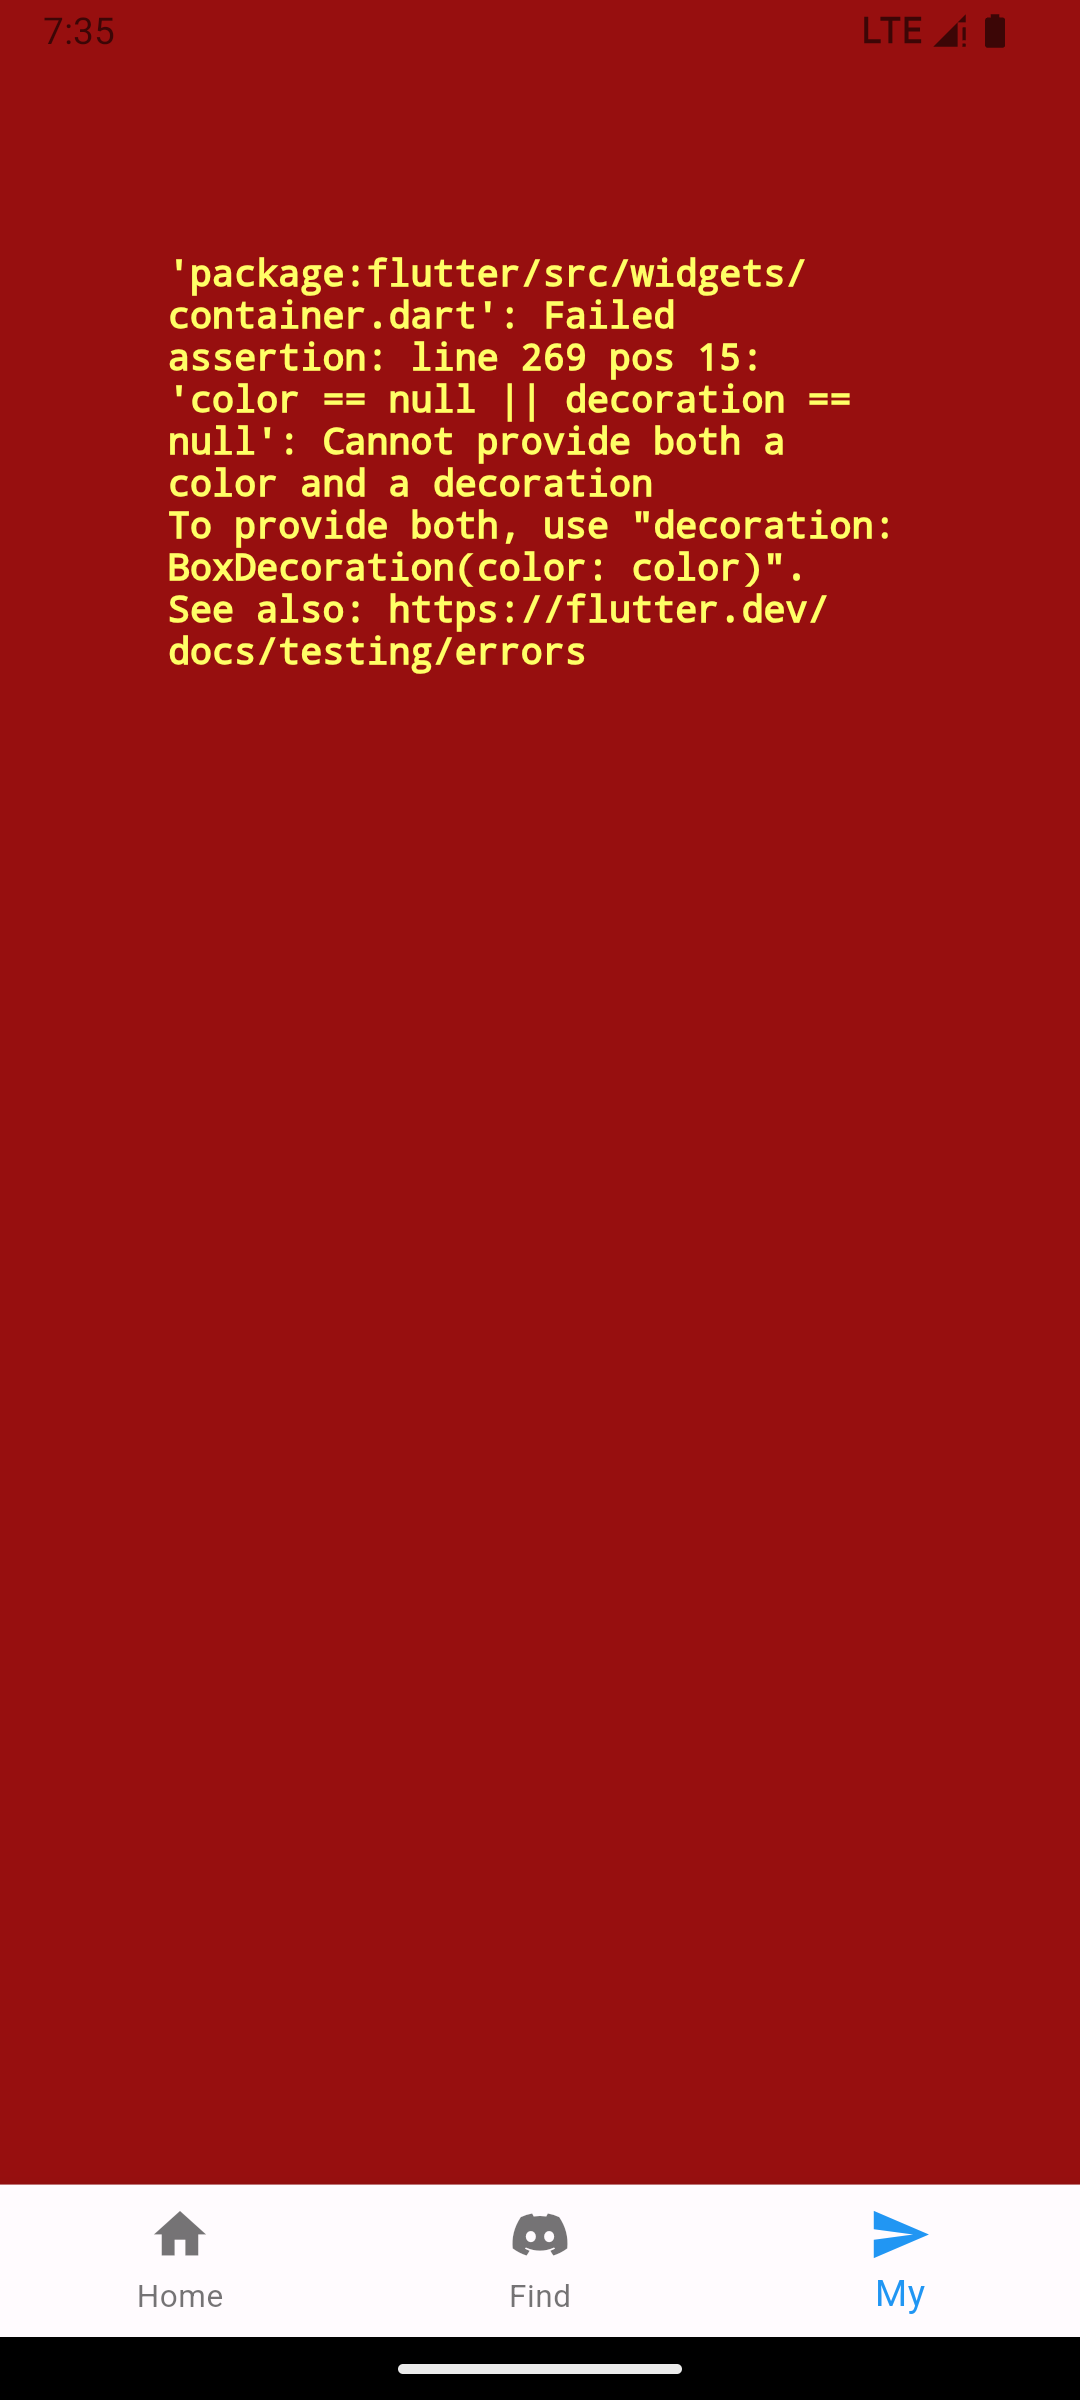 7:35
LTE
'package:flutter/src/widgets/
container.dart': Failed
assertion: line 269 pos 15:
'color == null || decoration ==
null': Cannot provide both a
color and a decoration
To provide both, use "decoration:
BoxDecoration(color: color)".
See also: https://flutter.dev/
docs/testing/errors
Home
Find
My